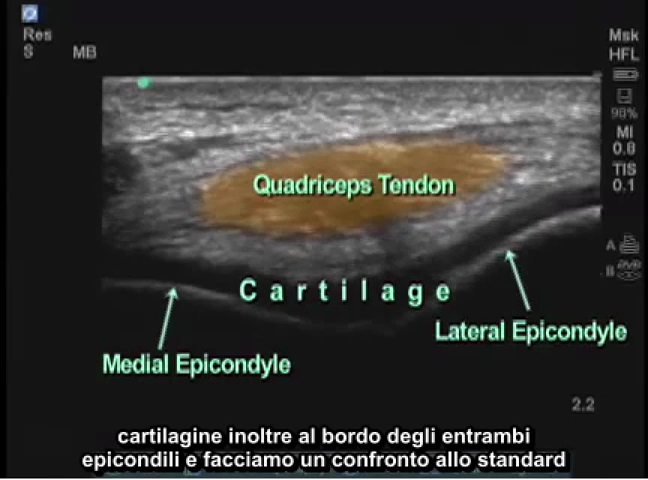 Res
S
MB
Msk
HFL
98%
MI
0.8
TIS
0.1
Quadriceps Tendon
A
Cartilage
B
Lateral Epicondyle
Medial Epicondyle
2.2
cartilagine inoltre al bordo degli entrambi
epicondili e facciamo un confronto allo standard